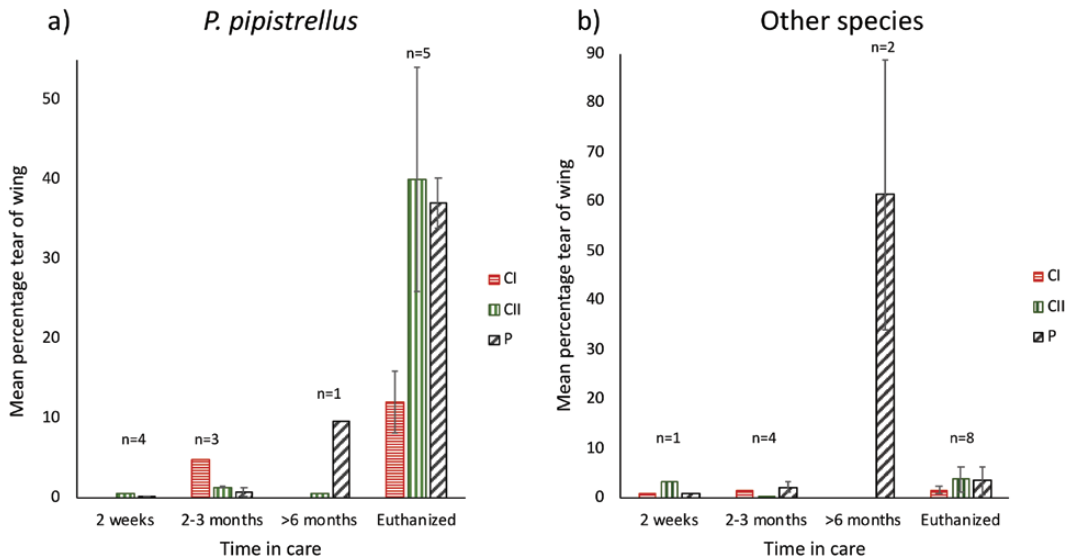 a)
P. pipistrellus
Mean percentage tear of wing
50
40
30
20
10
0
n=4
n=3
n=1
n=5
2 weeks
2-3 months
>6 months
Euthanized
Time in care
CI
CII
P
b)
Other species
Mean percentage tear of wing
90
80
70
60
50
40
30
20
10
0
n=1
n=4
n=2
n=8
2 weeks
2-3 months
>6 months
Euthanized
Time in care
CI
CII
P